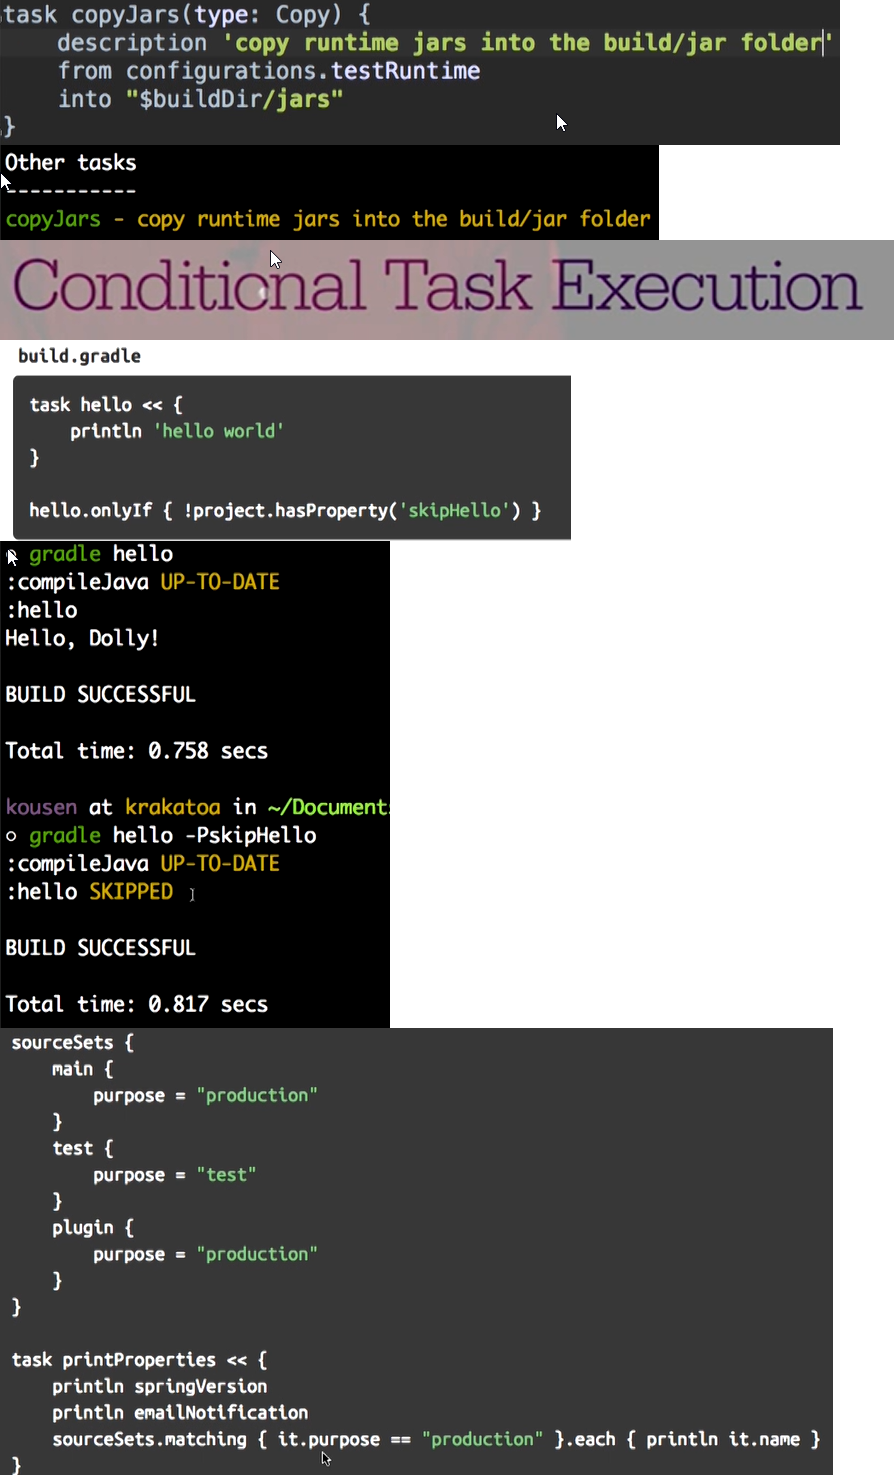 task copyJars(type: Copy) {
    description 'copy runtime jars into the build/jar folder'
    from configurations.testRuntime
    into "$buildDir/jars"
}
Other tasks
-----------
copyJars - copy runtime jars into the build/jar folder
Conditional Task Execution
build.gradle
task hello << {
    println 'hello world'
}
hello.onlyIf { !project.hasProperty('skipHello') }
gradle hello
:compileJava UP-TO-DATE
:hello
Hello, Dolly!
BUILD SUCCESSFUL
Total time: 0.758 secs
kousen at krakatoa in ~/Document
○ gradle hello -PskipHello
:compileJava UP-TO-DATE
:hello SKIPPED
BUILD SUCCESSFUL
Total time: 0.817 secs
sourceSets {
    main {
        purpose = "production"
    }
    test {
        purpose = "test"
    }
    plugin {
        purpose = "production"
    }
}
task printProperties << {
    println springVersion
    println emailNotification
    sourceSets.matching { it.purpose == "production" }.each { println it.name }
}